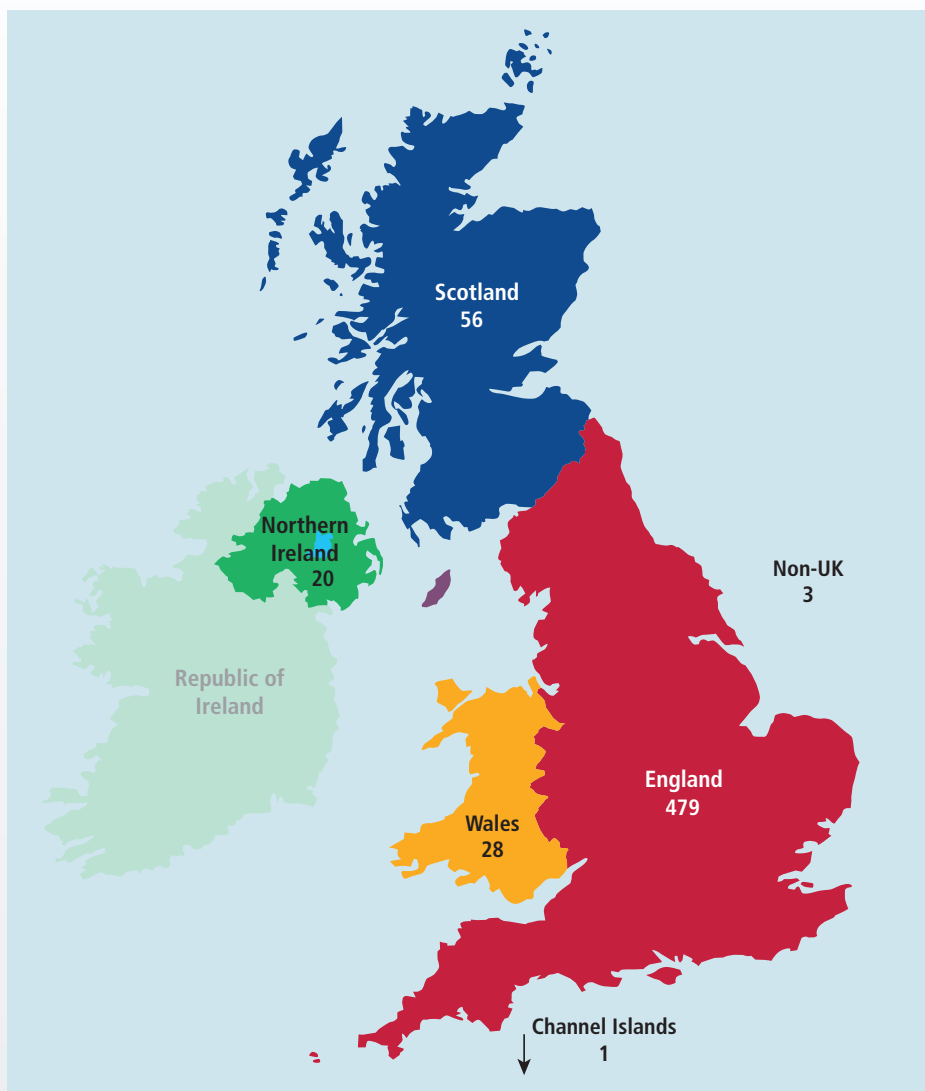 Scotland
56
Northern
Ireland
20
Non-UK
3
Republic of
Ireland
England
479
Wales
28
Channel Islands
1